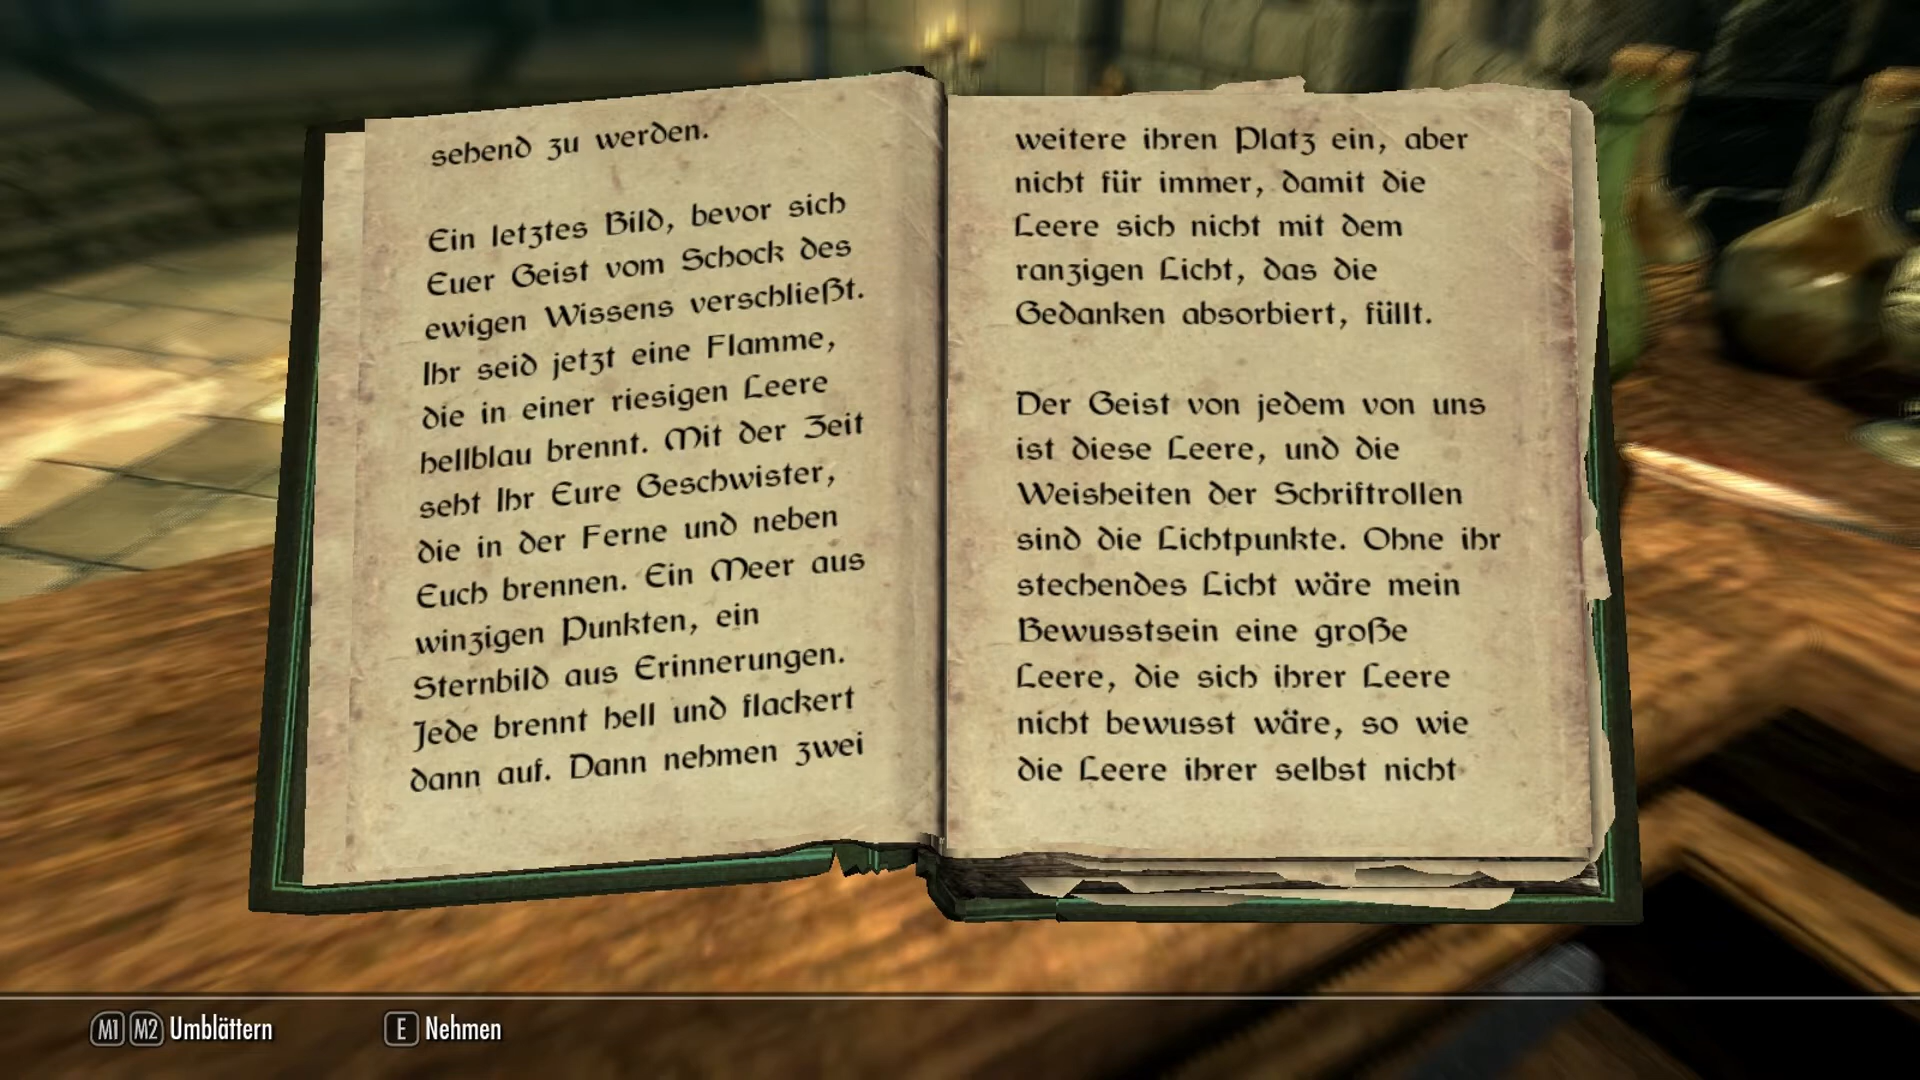 sehend zu werden.
Ein letztes Bild, bevor sich
Euer Geist vom Schock des
ewigen Wissens verschließt.
Ihr seid jetzt eine Flamme,
die in einer riesigen Leere
hellblau brennt. Mit der Zeit
seht Ihr Eure Geschwister,
die in der Ferne und neben
Euch brennen. Ein Meer aus
winzigen Punkten, ein
Sternbild aus Erinnerungen.
Jede brennt hell und flackert
dann auf. Dann nehmen zwei
weitere ihren Platz ein, aber
nicht für immer, damit die
Leere sich nicht mit dem
ranzigen Licht, das die
Gedanken absorbiert, füllt.
Der Geist von jedem von uns
ist diese Leere, und die
Weisheiten der Schriftrollen
sind die Lichtpunkte. Ohne ihr
stechendes Licht wäre mein
Bewusstsein eine große
Leere, die sich ihrer Leere
nicht bewusst wäre, so wie
die Leere ihrer selbst nicht
M1 M2 Umblättern E Nehmen